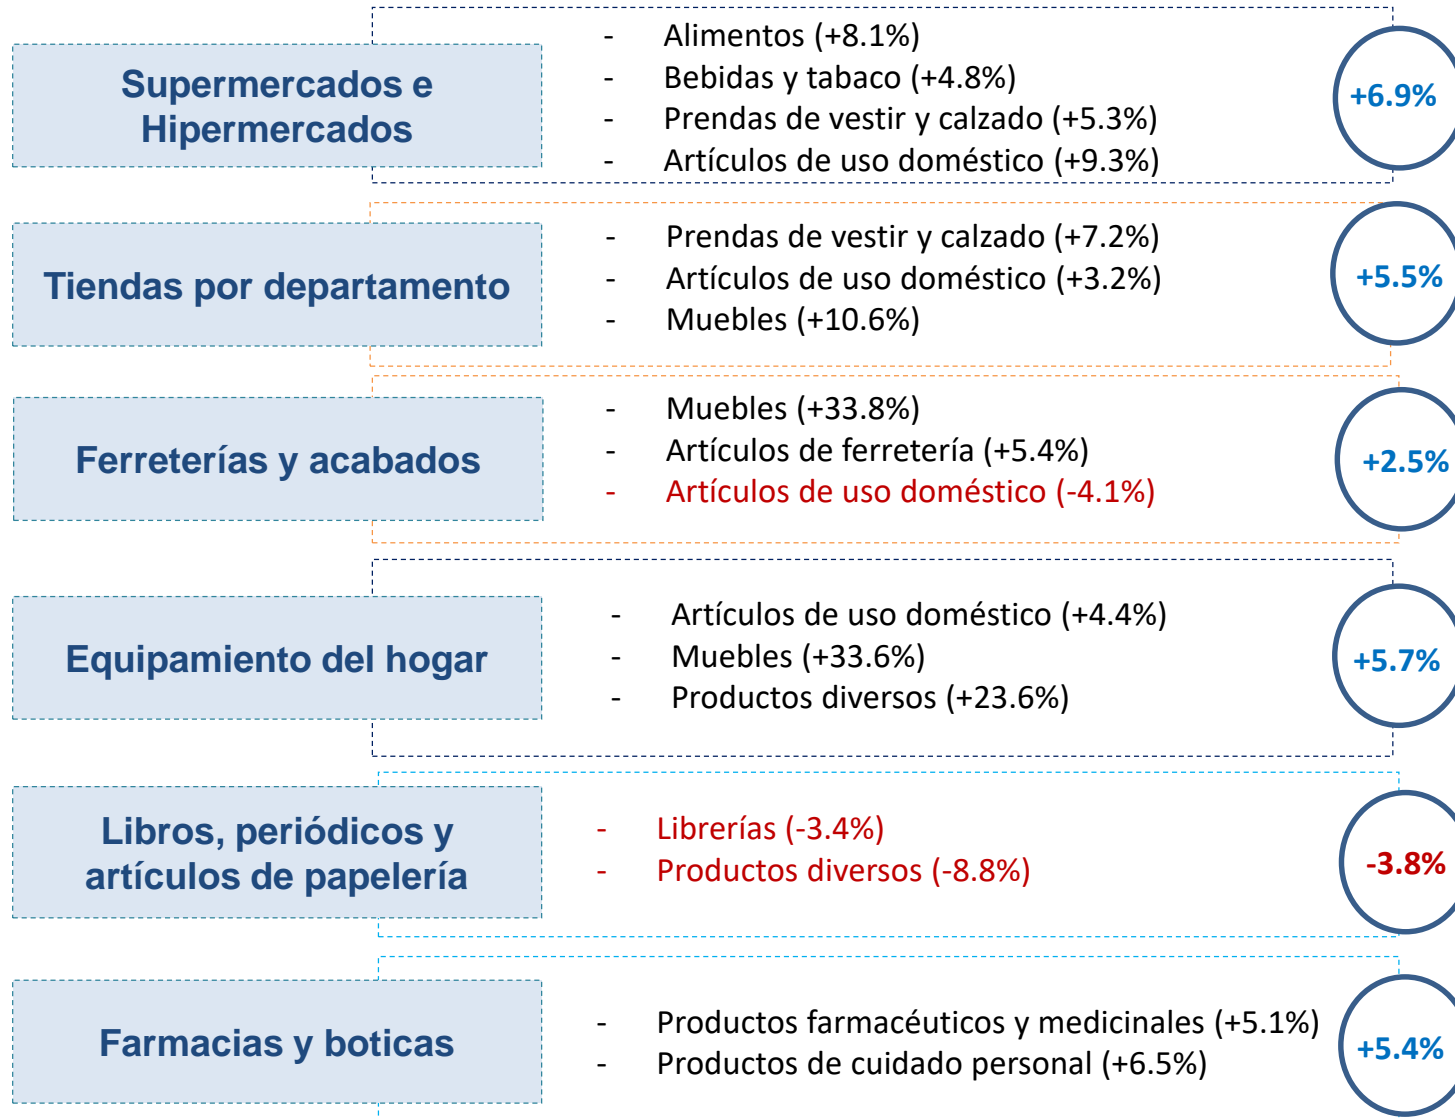 Supermercados e
Hipermercados
- Alimentos (+8.1%)
- Bebidas y tabaco (+4.8%)
- Prendas de vestir y calzado (+5.3%)
- Artículos de uso doméstico (+9.3%)
+6.9%
Tiendas por departamento
- Prendas de vestir y calzado (+7.2%)
- Artículos de uso doméstico (+3.2%)
- Muebles (+10.6%)
+5.5%
Ferreterías y acabados
- Muebles (+33.8%)
- Artículos de ferretería (+5.4%)
- Artículos de uso doméstico (-4.1%)
+2.5%
Equipamiento del hogar
- Artículos de uso doméstico (+4.4%)
- Muebles (+33.6%)
- Productos diversos (+23.6%)
+5.7%
Libros, periódicos y
artículos de papelería
- Librerías (-3.4%)
- Productos diversos (-8.8%)
-3.8%
Farmacias y boticas
- Productos farmacéuticos y medicinales (+5.1%)
- Productos de cuidado personal (+6.5%)
+5.4%